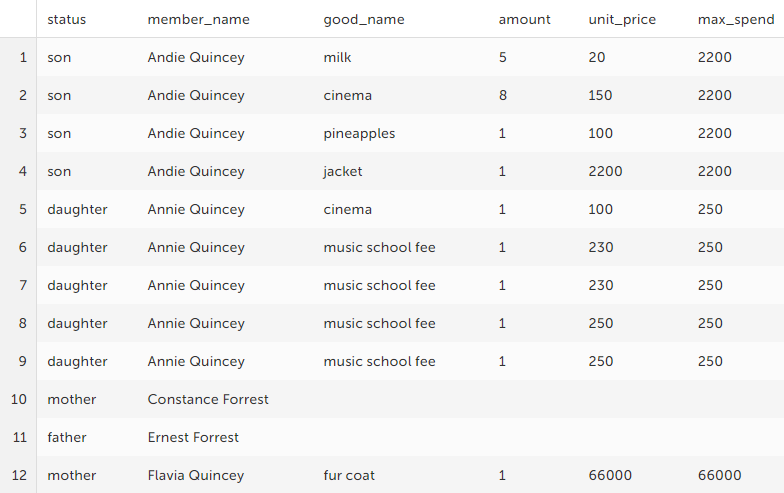 status member_name good_name amount unit_price max_spend
1 son Andie Quincey milk 5 20 2200
2 son Andie Quincey cinema 8 150 2200
3 son Andie Quincey pineapples 1 100 2200
4 son Andie Quincey jacket 1 2200 2200
5 daughter Annie Quincey cinema 1 100 250
6 daughter Annie Quincey music school fee 1 230 250
7 daughter Annie Quincey music school fee 1 230 250
8 daughter Annie Quincey music school fee 1 250 250
9 daughter Annie Quincey music school fee 1 250 250
10 mother Constance Forrest
11 father Ernest Forrest
12 mother Flavia Quincey fur coat 1 66000 66000